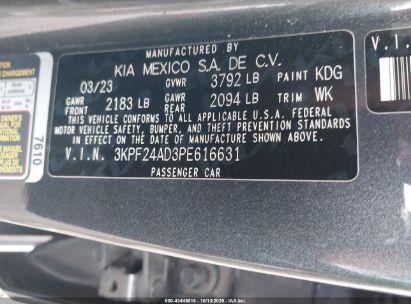 MANUFACTURED BY
KIA MEXICO S.A. DE C.V.
03/23 GVWR 3792 LB PAINT KDG
GAWR FRONT 2183 LB GAWR REAR 2094 LB TRIM WK
THIS VEHICLE CONFORMS TO ALL APPLICABLE U.S.A. FEDERAL
MOTOR VEHICLE SAFETY, BUMPER, AND THEFT PREVENTION STANDARDS
IN EFFECT ON THE DATE OF MANUFACTURE SHOWN ABOVE.
V.I.N. 3KPF24AD3PE616631
PASSENGER CAR
CHARGEMENT
7610
V.I.